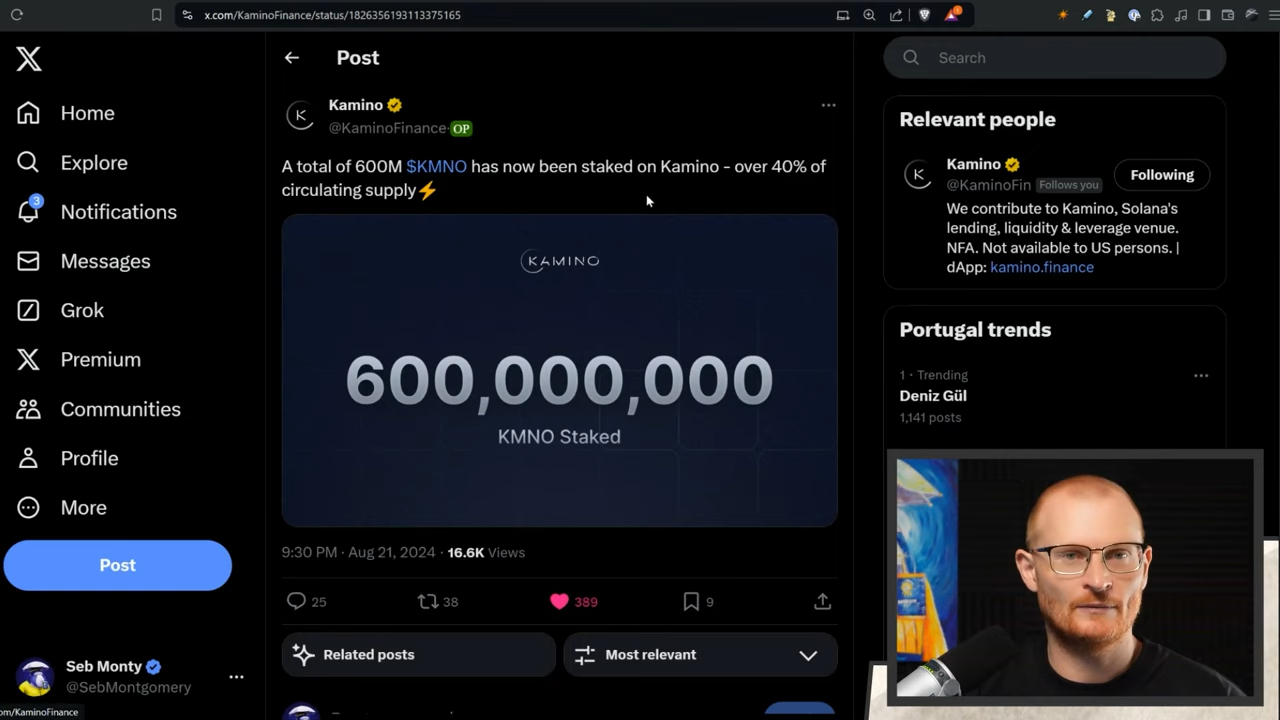 x.com/KaminoFinance/status/1826356193113375165
Post
Search
Home
Explore
3
Notifications
Messages
Grok
Premium
Communities
Profile
More
Post
Seb Monty
@SebMontgomery
om/KaminoFinance
K
Kamino
@KaminoFinance· OP
A total of 600M $KMNO has now been staked on Kamino - over 40% of
circulating supply⚡
KAMINO
600,000,000
KMNO Staked
9:30 PM · Aug 21, 2024 · 16.6K Views
25
38
389
9
Related posts
Most relevant
Relevant people
K
Kamino
@KaminoFin Follows you
Following
We contribute to Kamino, Solana's
lending, liquidity & leverage venue.
NFA. Not available to US persons. |
dApp: kamino.finance
Portugal trends
1 · Trending
Deniz Gül
1,141 posts